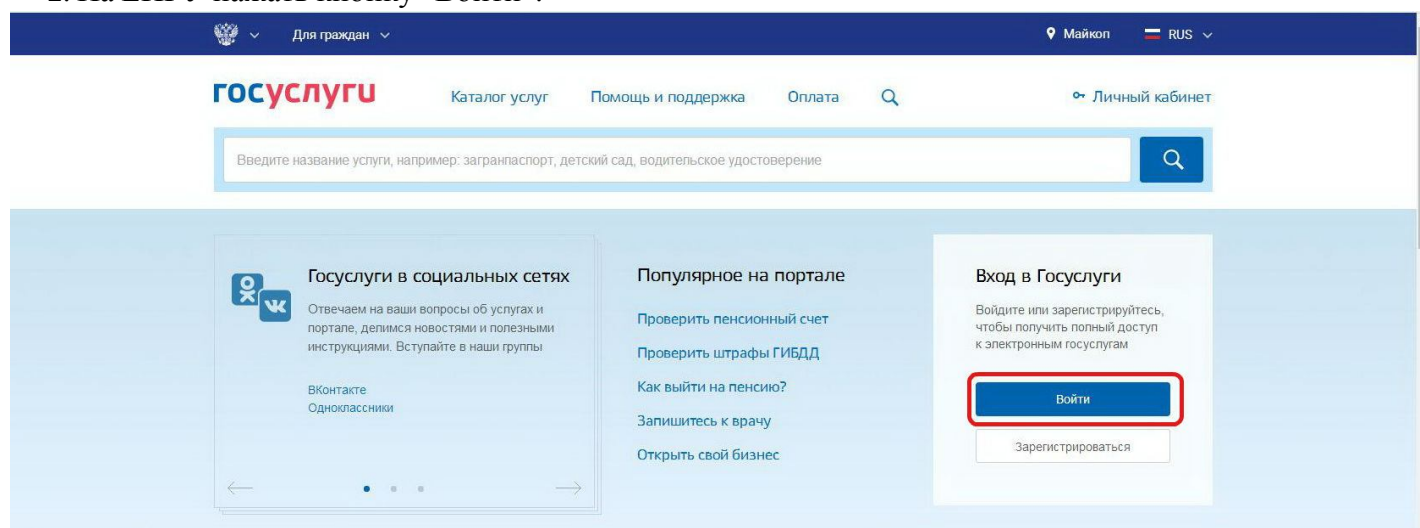 Для граждан
Майкоп
RUS
госуслуги
Каталог услуг
Помощь и поддержка
Оплата
Личный кабинет
Введите название услуги, например: загранпаспорт, детский сад, водительское удостоверение
Госуслуги в социальных сетях
Отвечаем на ваши вопросы об услугах и
портале, делимся новостями и полезными
инструкциями. Вступайте в наши группы
ВКонтакте
Одноклассники
Популярное на портале
Проверить пенсионный счет
Проверить штрафы ГИБДД
Как выйти на пенсию?
Запишитесь к врачу
Открыть свой бизнес
Вход в Госуслуги
Войдите или зарегистрируйтесь,
чтобы получить полный доступ
к электронным госуслугам
Войти
Зарегистрироваться